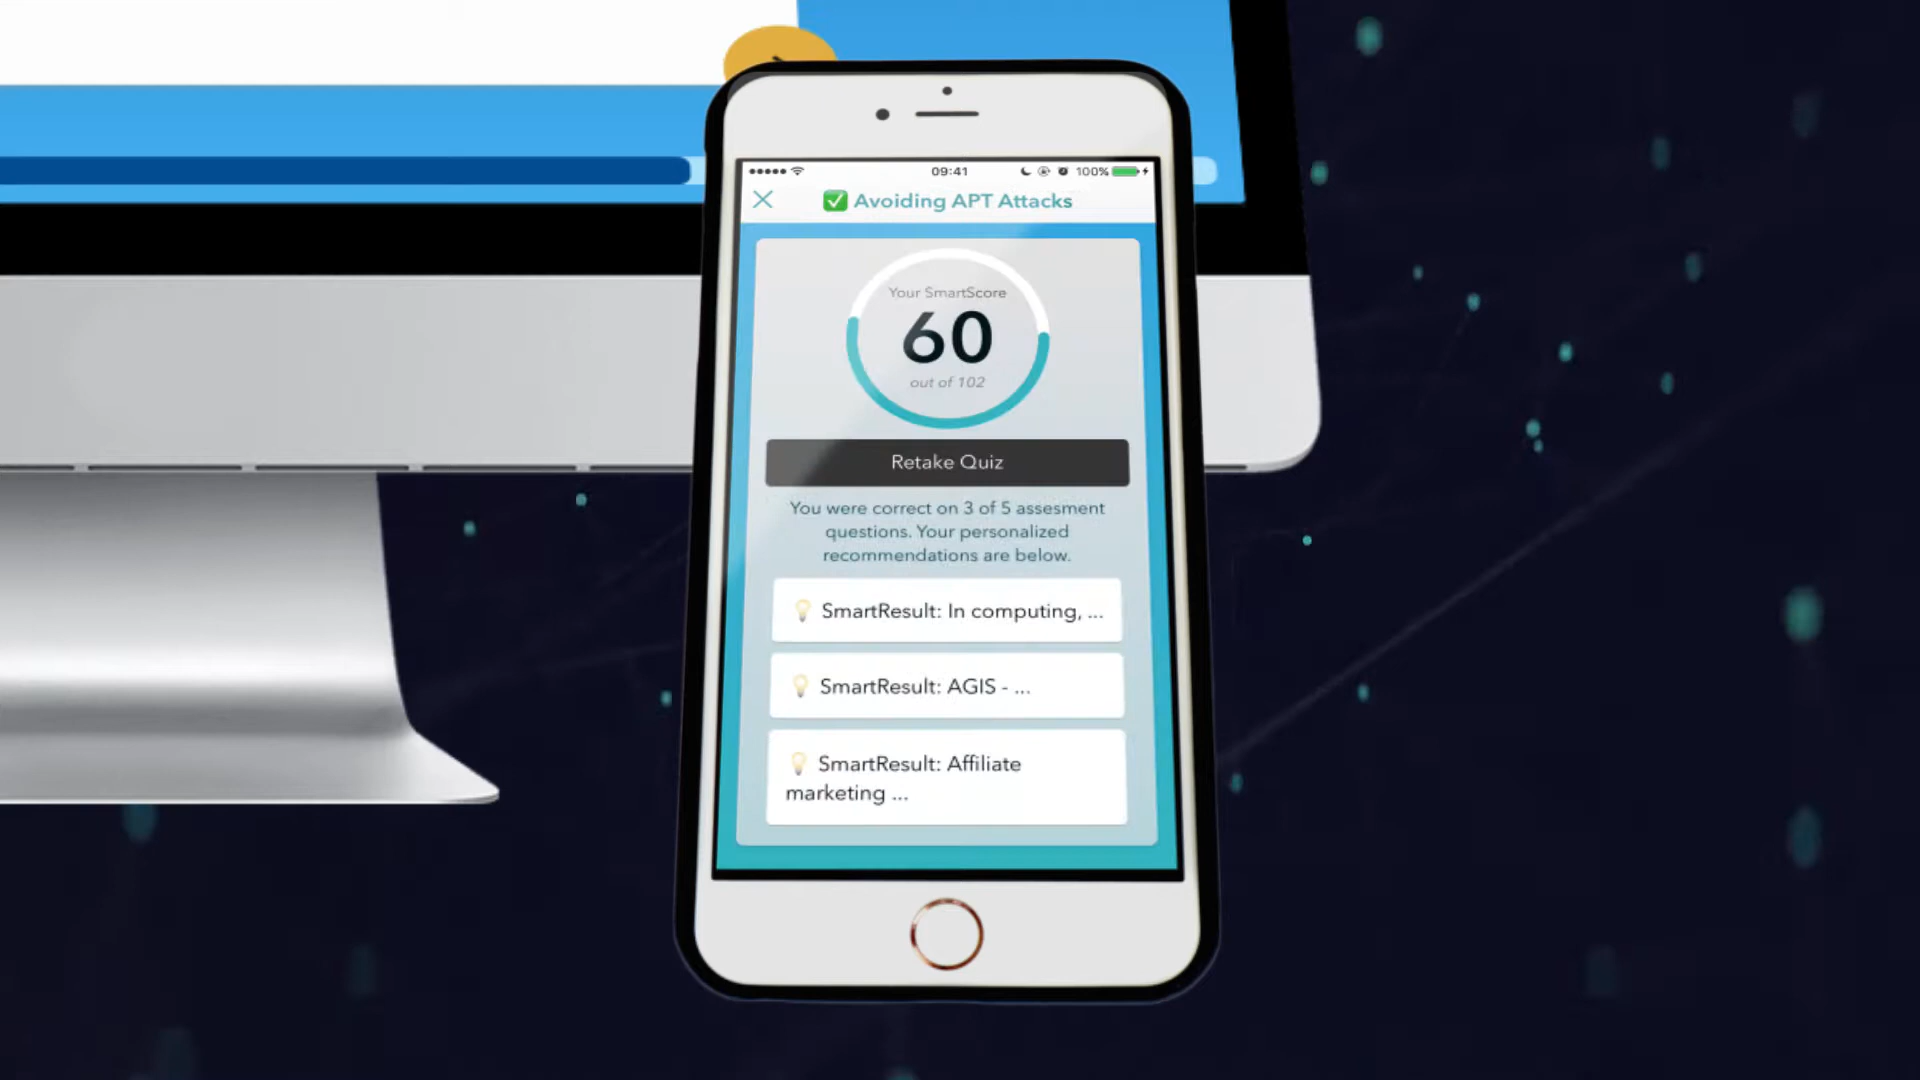 09:41
100%
✅ Avoiding APT Attacks
Your SmartScore
60
out of 102
Retake Quiz
You were correct on 3 of 5 assesment
questions. Your personalized
recommendations are below.
SmartResult: In computing, ...
SmartResult: AGIS - ...
SmartResult: Affiliate
marketing ...